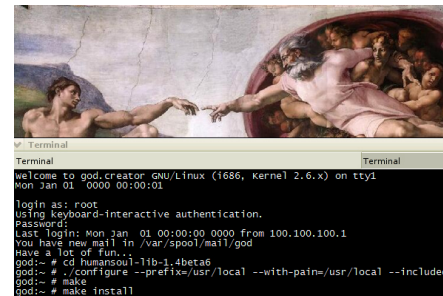 Terminal
Terminal Terminal
Welcome to god.creator GNU/Linux (i686, Kernel 2.6.x) on tty1
Mon Jan 01  0000 00:00:01
login as: root
Using keyboard-interactive authentication.
Password:
Last login: Mon Jan  01 00:00:00 0000 from 100.100.100.1
You have new mail in /var/spool/mail/god
Have a lot of fun...
god:~ # cd humansoul-lib-1.4beta6
god:~ # ./configure --prefix=/usr/local --with-pain=/usr/local --include
god:~ # make
god:~ # make install